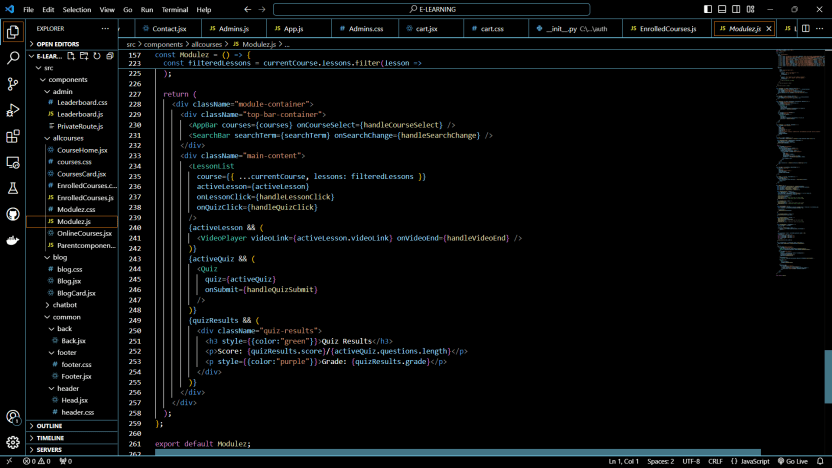 File Edit Selection View Go Run Terminal Help
E-LEARNING
EXPLORER
Contact.jsx Admins.js App.js Admins.css cart.jsx cart.css __init__.py C:\...\auth EnrolledCourses.js Modulez.js
src > components > allcourses > JS Modulez.js > ...
OPEN EDITORS
E-LEAR...
src
components
admin
Leaderboard.css
Leaderboard.js
PrivateRoute.js
allcourses
CourseHome.jsx
courses.css
CoursesCard.jsx
EnrolledCourses.c...
EnrolledCourses.js
Modulez.css
Modulez.js
OnlineCourses.jsx
Parentcomponen...
blog
blog.css
Blog.jsx
BlogCard.jsx
chatbot
common
back
Back.jsx
footer
footer.css
Footer.jsx
header
Head.jsx
header.css
OUTLINE
TIMELINE
SERVERS
157 const Modulez = () => {
223 const filteredLessons = currentCourse.lessons.filter(lesson =>
225 );
226
227 return (
228 <div className="module-container">
229 <div className="top-bar-container">
230 <AppBar courses={courses} onCourseSelect={handleCourseSelect} />
231 <SearchBar searchTerm={searchTerm} onSearchChange={handleSearchChange} />
232 </div>
233 <div className="main-content">
234 <LessonList
235 course={{ ...currentCourse, lessons: filteredLessons }}
236 activeLesson={activeLesson}
237 onLessonClick={handleLessonClick}
238 onQuizClick={handleQuizClick}
239 />
240 {activeLesson && (
241 <VideoPlayer videoLink={activeLesson.videoLink} onVideoEnd={handleVideoEnd} />
242 )}
243 {activeQuiz && (
244 <Quiz
245 quiz={activeQuiz}
246 onSubmit={handleQuizSubmit}
247 />
248 )}
249 {quizResults && (
250 <div className="quiz-results">
251 <h3 style={{color:"green"}}>Quiz Results</h3>
252 <p>Score: {quizResults.score}/{activeQuiz.questions.length}</p>
253 <p style={{color:"purple"}}>Grade: {quizResults.grade}</p>
254 </div>
255 )}
256 </div>
257 </div>
258 );
259 };
260
261 export default Modulez;
262
0 0 0 Ln 1, Col 1 Spaces: 2 UTF-8 CRLF {} JavaScript Go Live